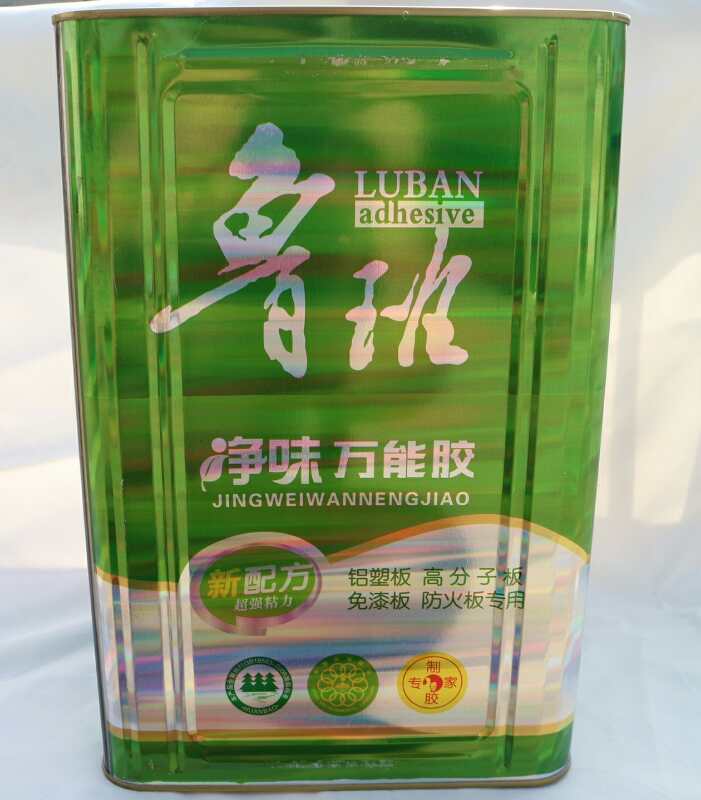 鲁班
LUBAN
adhesive
净味万能胶
JINGWEIWANNENGJIAO
新配方
超强粘力
铝塑板 高分子板
免漆板 防火板专用
HUANBAO
制
专 家
胶